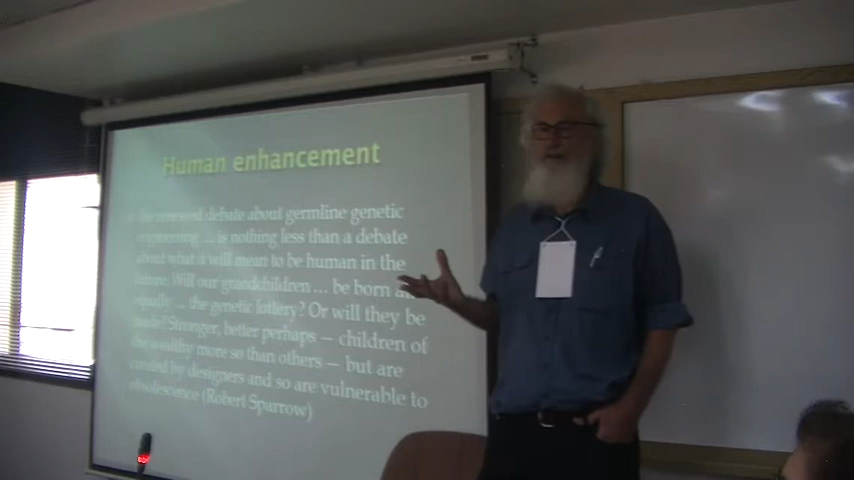 Human enhancement
the renewed debate about germline genetic
engineering ... is nothing less than a debate
about what it will mean to be human in the
future. Will our grandchildren ... be born
equally ... the genetic lottery? Or will they be
made? Stronger, better perhaps — children of
the wealthy more so than others — but are
created by designers and so are vulnerable to
obsolescence (Robert Sparrow)